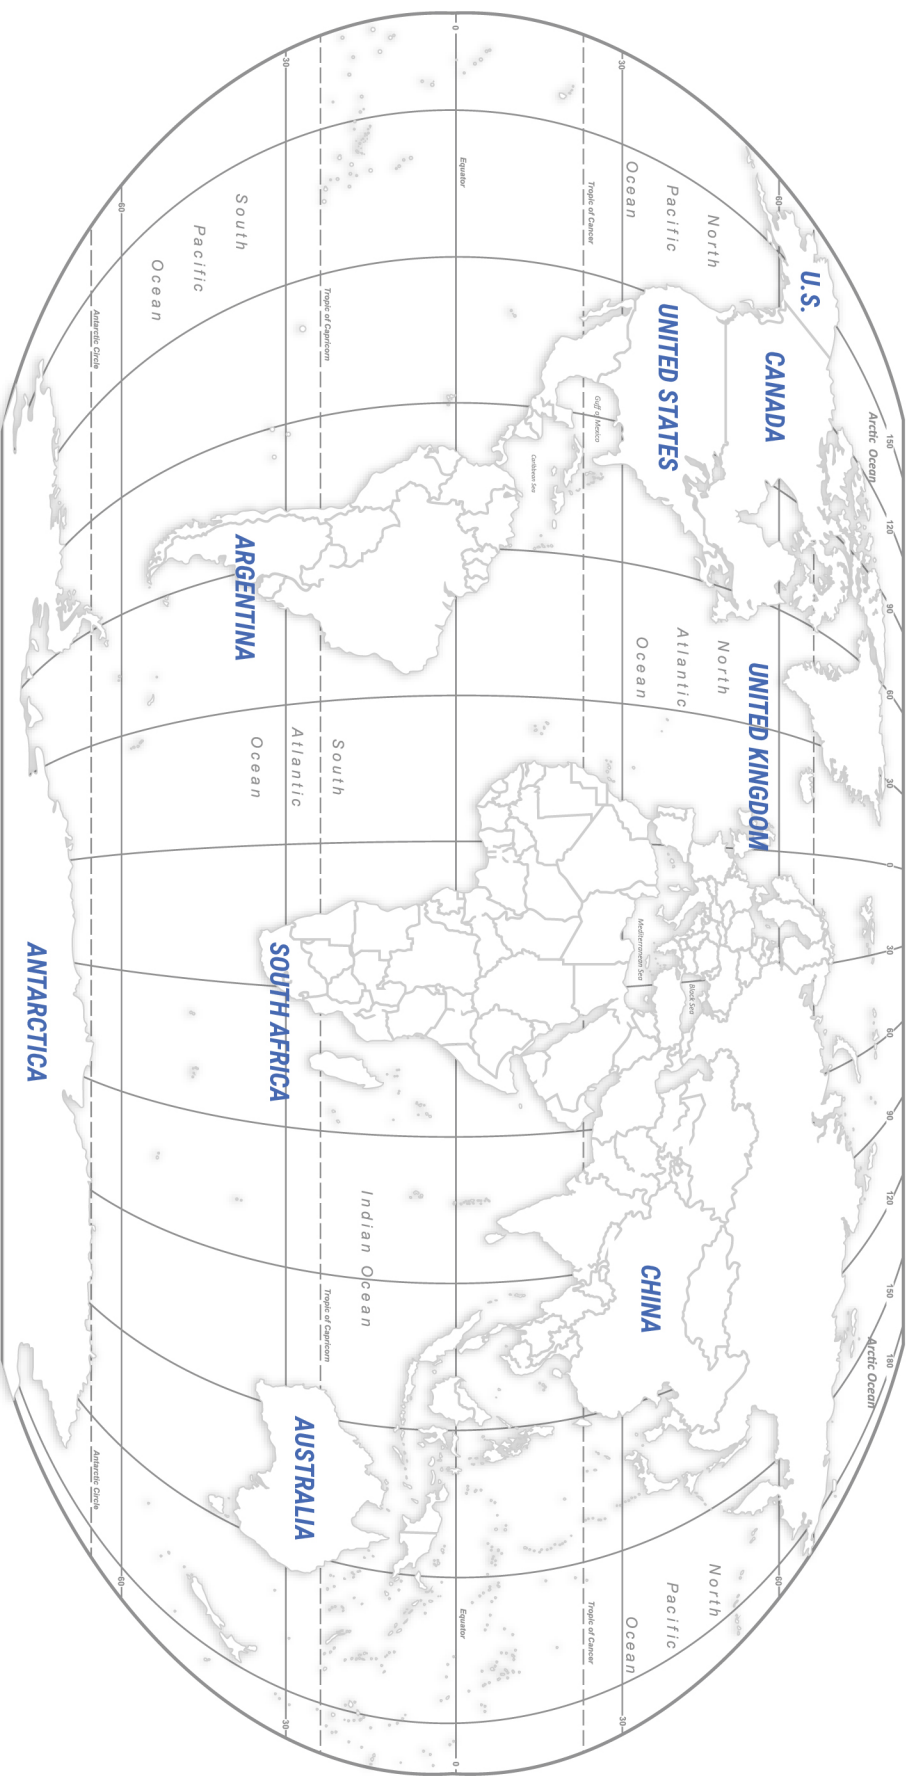 150
120
90
60
30
0
30
60
90
120
150
180
Arctic Ocean
Arctic Ocean
U.S.
CANADA
60
60
UNITED KINGDOM
North
Pacific
Ocean
UNITED STATES
North
Atlantic
Ocean
Black Sea
Mediterranean Sea
CHINA
North
Pacific
Ocean
30
30
Gulf of Mexico
Tropic of Cancer
Tropic of Cancer
Caribbean Sea
0
Equator
Equator
0
Indian Ocean
South
Atlantic
Ocean
Tropic of Capricorn
Tropic of Capricorn
30
30
SOUTH AFRICA
AUSTRALIA
ARGENTINA
South
Pacific
Ocean
60
60
Antarctic Circle
Antarctic Circle
ANTARCTICA